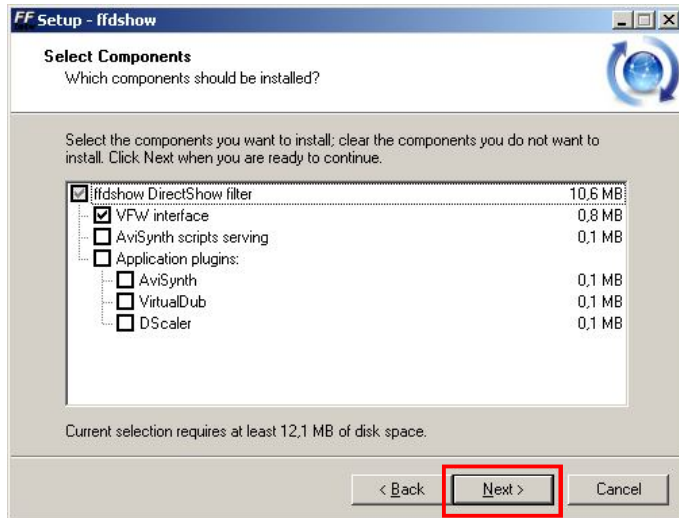 FF Setup - ffdshow
Select Components
Which components should be installed?
Select the components you want to install; clear the components you do not want to
install. Click Next when you are ready to continue.
ffdshow DirectShow filter 10,6 MB
VFW interface 0,8 MB
AviSynth scripts serving 0,1 MB
Application plugins:
AviSynth 0,1 MB
VirtualDub 0,1 MB
DScaler 0,1 MB
Current selection requires at least 12,1 MB of disk space.
< Back Next > Cancel